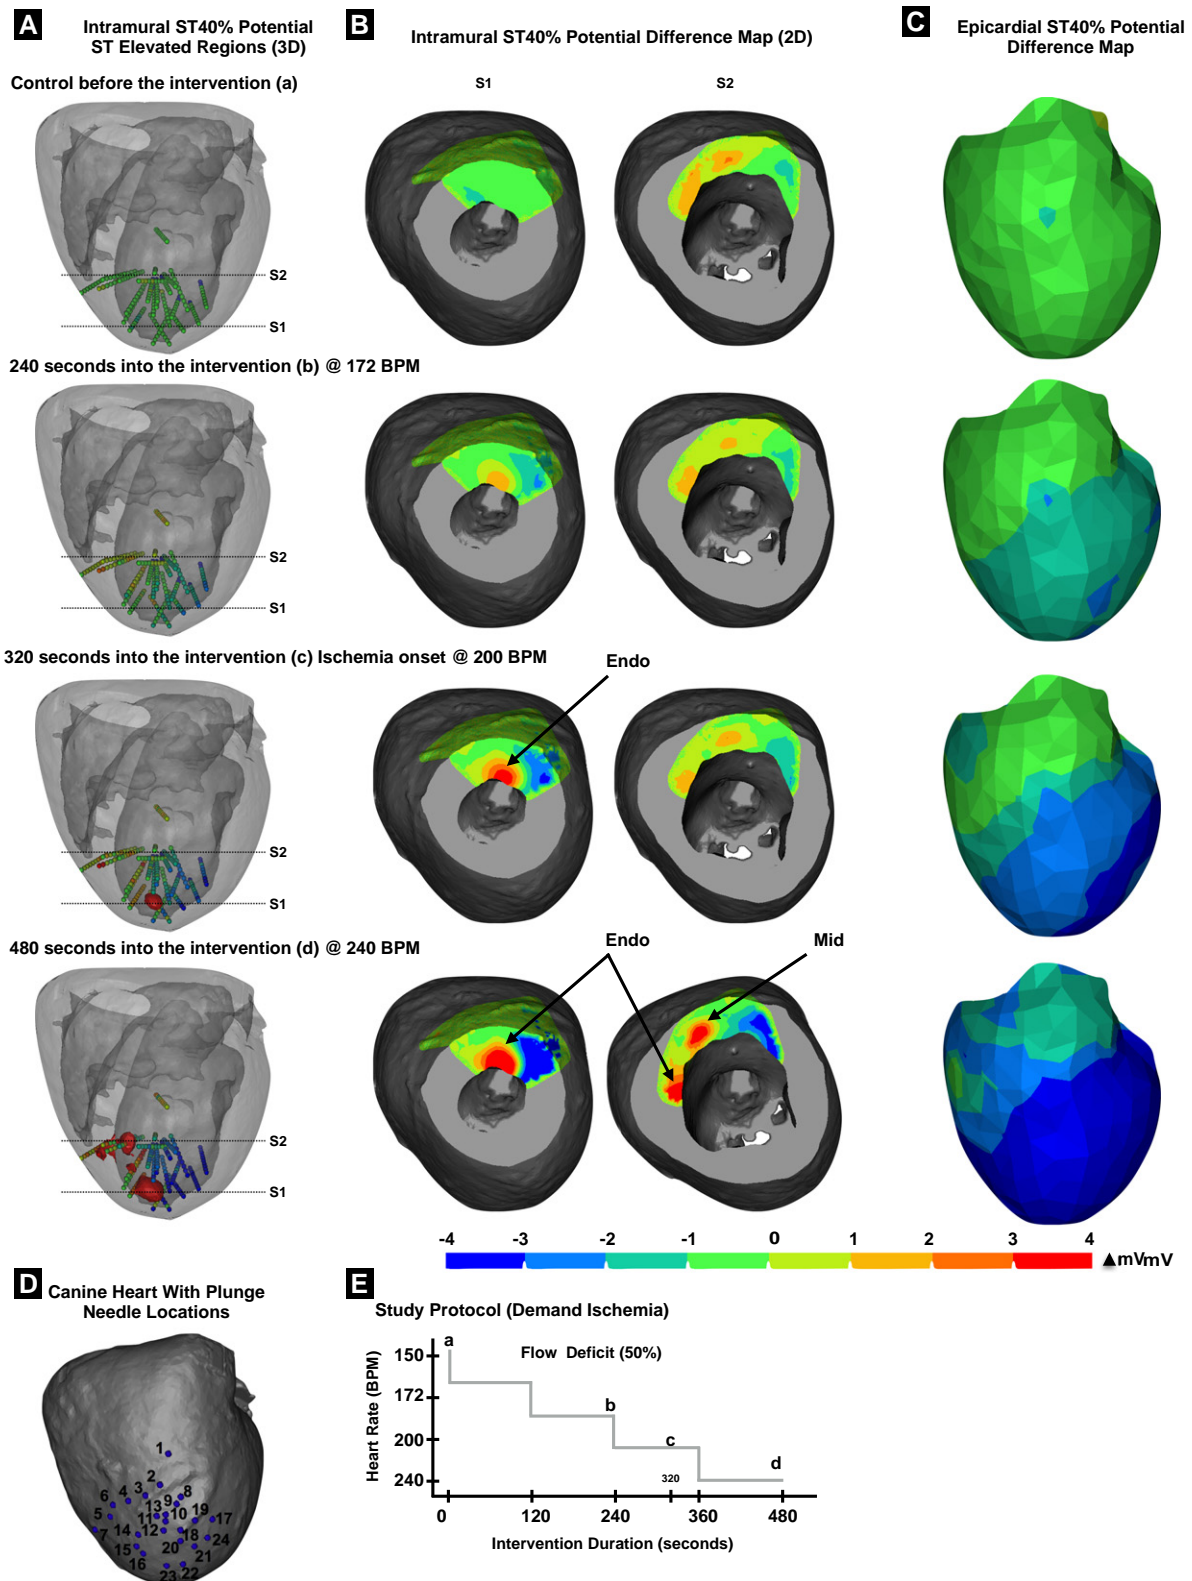 A
Intramural ST40% Potential
ST Elevated Regions (3D)
B
Intramural ST40% Potential Difference Map (2D)
C
Epicardial ST40% Potential
Difference Map
Control before the intervention (a)
S1
S2
S2
S1
240 seconds into the intervention (b) @ 172 BPM
S2
S1
320 seconds into the intervention (c) Ischemia onset @ 200 BPM
Endo
S2
S1
480 seconds into the intervention (d) @ 240 BPM
Endo
Mid
S2
S1
-4 -3 -2 -1 0 1 2 3 4
▲mV mV
D
Canine Heart With Plunge
Needle Locations
1
2
3
4
6
8
9
13
5
10
19
17
11
7
14
12
18
24
15
20
21
16
23
22
E
Study Protocol (Demand Ischemia)
a
Flow Deficit (50%)
Heart Rate (BPM)
150
172
b
200
c
d
320
240
0 120 240 360 480
Intervention Duration (seconds)